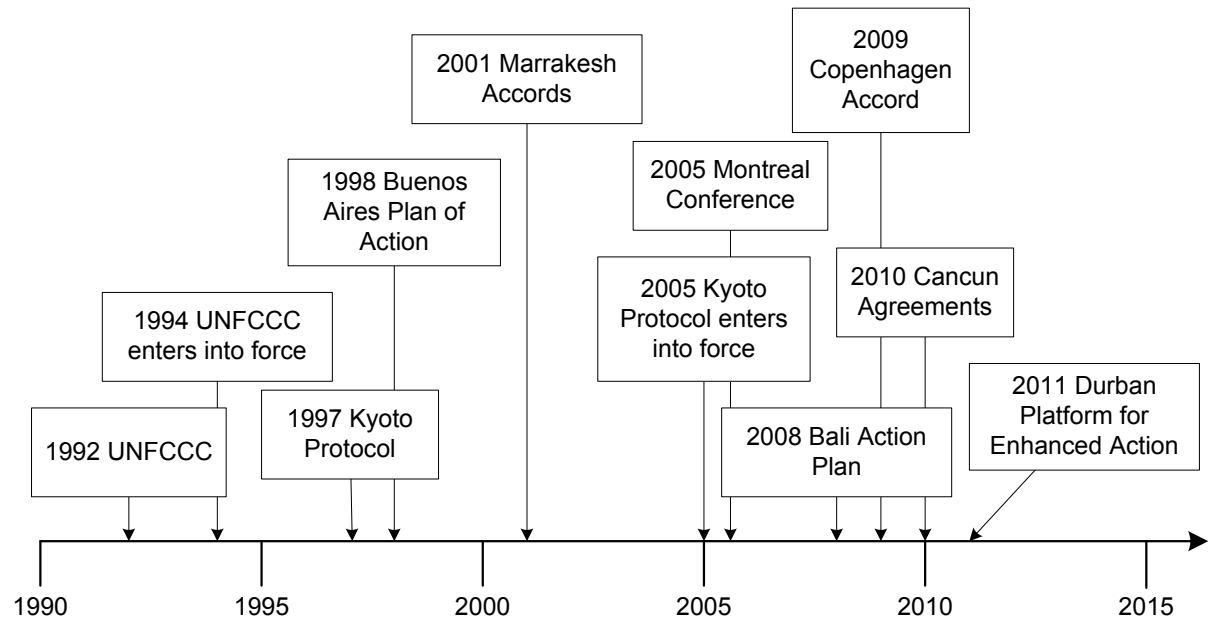 2001 Marrakesh
Accords
2009
Copenhagen
Accord
1998 Buenos
Aires Plan of
Action
2005 Montreal
Conference
1994 UNFCCC
enters into force
2005 Kyoto
Protocol enters
into force
2010 Cancun
Agreements
1992 UNFCCC
1997 Kyoto
Protocol
2008 Bali Action
Plan
2011 Durban
Platform for
Enhanced Action
1990
1995
2000
2005
2010
2015